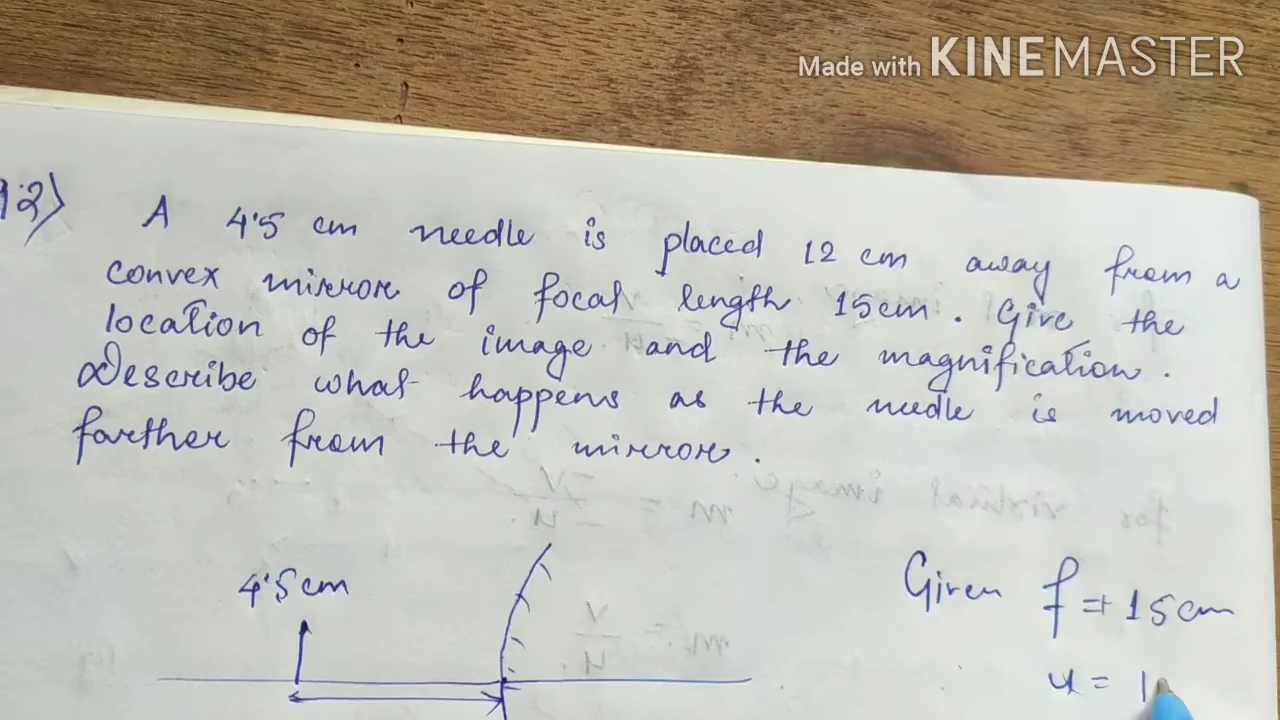 Made with KINEMASTER
12) A 4.5 cm needle is placed 12 cm away from a
convex mirror of focal length 15cm. Give the
location of the image and the magnification.
Describe what happens as the needle is moved
farther from the mirror.
4.5cm
Given f = +15cm
u = 1